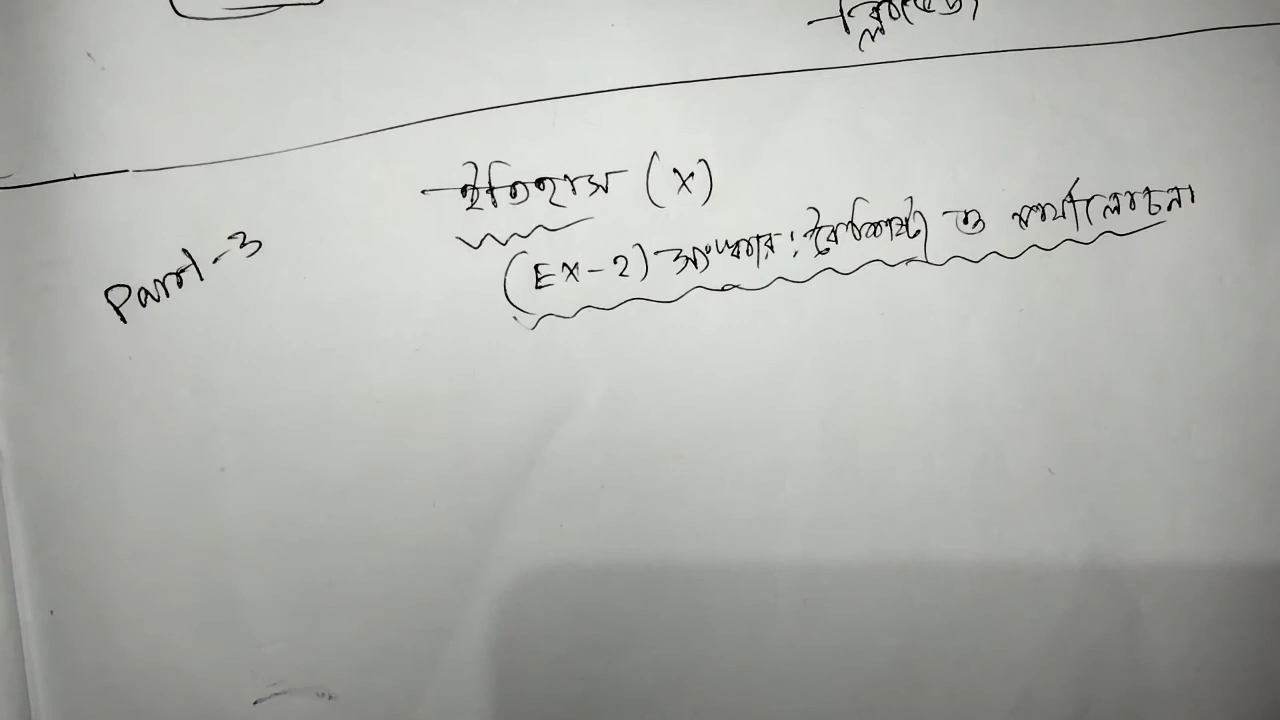 ইতিহাস (X)
Part-3
(Ex-2) সংস্কার : বৈশিষ্ট্য ও পর্যালোচনা